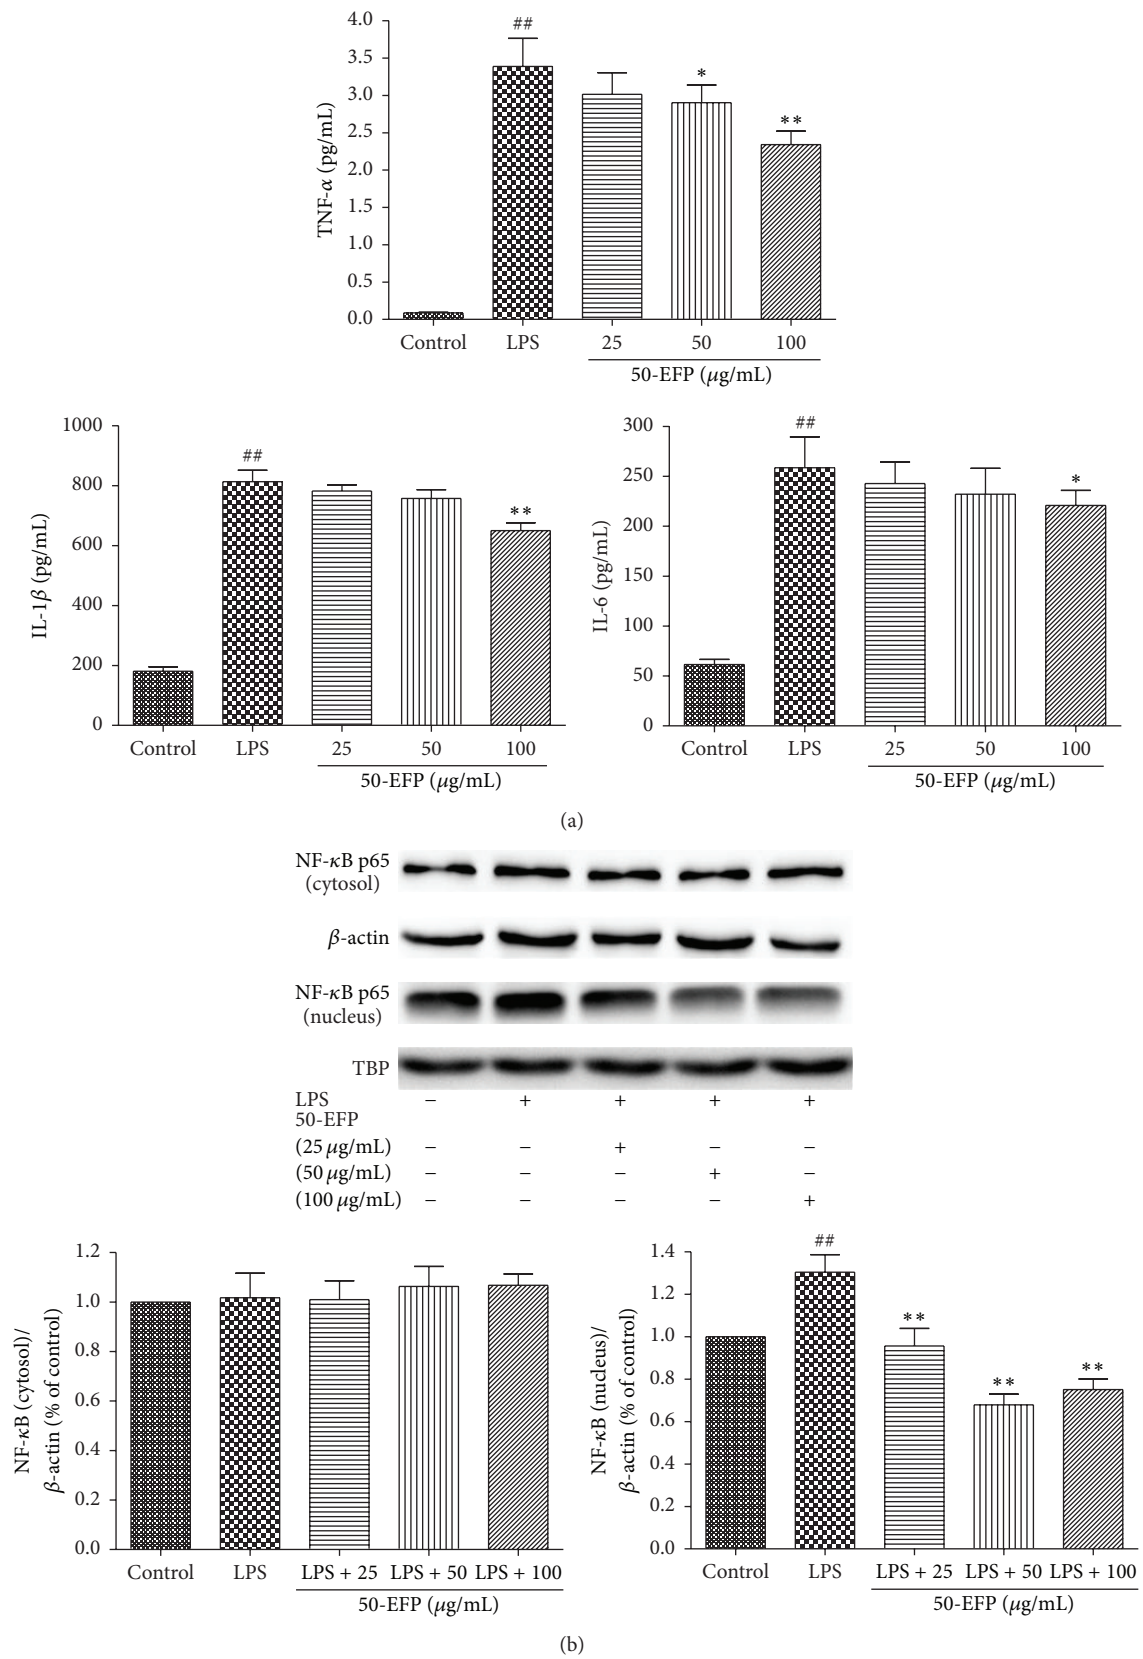 TNF-α (pg/mL)
4.0
3.5
3.0
2.5
2.0
1.5
1.0
0.5
0.0
##
*
**
Control LPS 25 50 100
50-EFP (μg/mL)
IL-1β (pg/mL)
1000
800
600
400
200
0
##
**
Control LPS 25 50 100
50-EFP (μg/mL)
IL-6 (pg/mL)
300
250
200
150
100
50
0
##
*
Control LPS 25 50 100
50-EFP (μg/mL)
(a)
NF-κB p65
(cytosol)
β-actin
NF-κB p65
(nucleus)
TBP
LPS − + + + +
50-EFP
(25 μg/mL) − − + − −
(50 μg/mL) − − − + −
(100 μg/mL) − − − − +
NF-κB (cytosol)/
β-actin (% of control)
1.2
1.0
0.8
0.6
0.4
0.2
0.0
Control LPS LPS + 25 LPS + 50 LPS + 100
50-EFP (μg/mL)
NF-κB (nucleus)/
β-actin (% of control)
1.4
1.2
1.0
0.8
0.6
0.4
0.2
0.0
##
**
**
**
Control LPS LPS + 25 LPS + 50 LPS + 100
50-EFP (μg/mL)
(b)